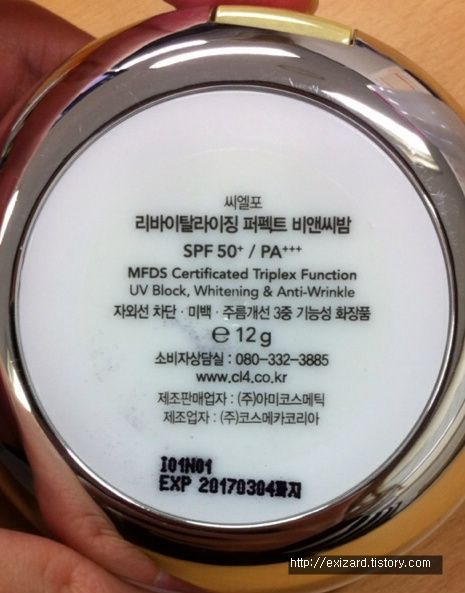 씨엘포
리바이탈라이징 퍼펙트 비앤씨밤
SPF 50+ / PA+++
MFDS Certificated Triplex Function
UV Block, Whitening & Anti-Wrinkle
자외선 차단 · 미백 · 주름개선 3중 기능성 화장품
℮ 12 g
소비자상담실 : 080-332-3885
www.cl4.co.kr
제조판매업자 : (주)아미코스메틱
제조업자 : (주)코스메카코리아
I01N01
EXP 20170304까지
http://exizard.tistory.com